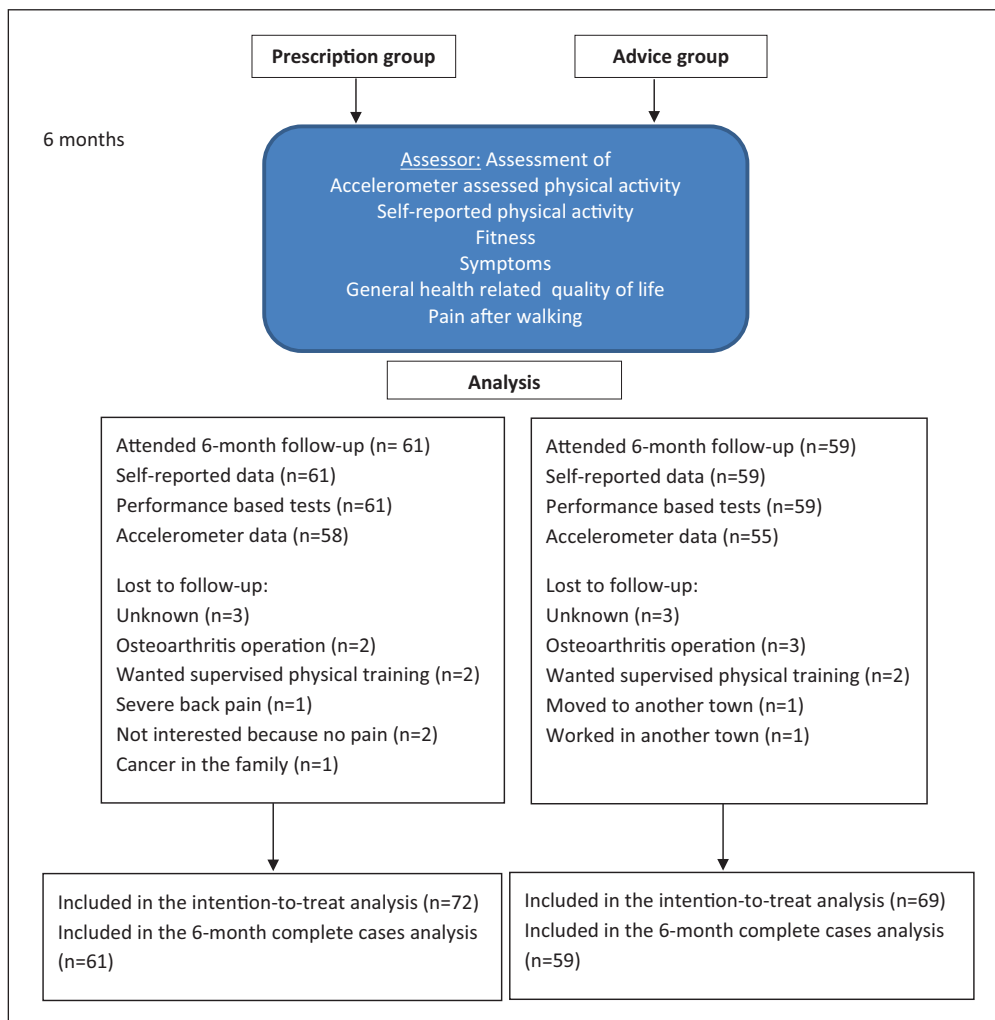 Prescription group
Advice group
6 months
Assessor: Assessment of
Accelerometer assessed physical activity
Self-reported physical activity
Fitness
Symptoms
General health related quality of life
Pain after walking
Analysis
Attended 6-month follow-up (n= 61)
Self-reported data (n=61)
Performance based tests (n=61)
Accelerometer data (n=58)
Lost to follow-up:
Unknown (n=3)
Osteoarthritis operation (n=2)
Wanted supervised physical training (n=2)
Severe back pain (n=1)
Not interested because no pain (n=2)
Cancer in the family (n=1)
Attended 6-month follow-up (n=59)
Self-reported data (n=59)
Performance based tests (n=59)
Accelerometer data (n=55)
Lost to follow-up:
Unknown (n=3)
Osteoarthritis operation (n=3)
Wanted supervised physical training (n=2)
Moved to another town (n=1)
Worked in another town (n=1)
Included in the intention-to-treat analysis (n=72)
Included in the 6-month complete cases analysis
(n=61)
Included in the intention-to-treat analysis (n=69)
Included in the 6-month complete cases analysis
(n=59)